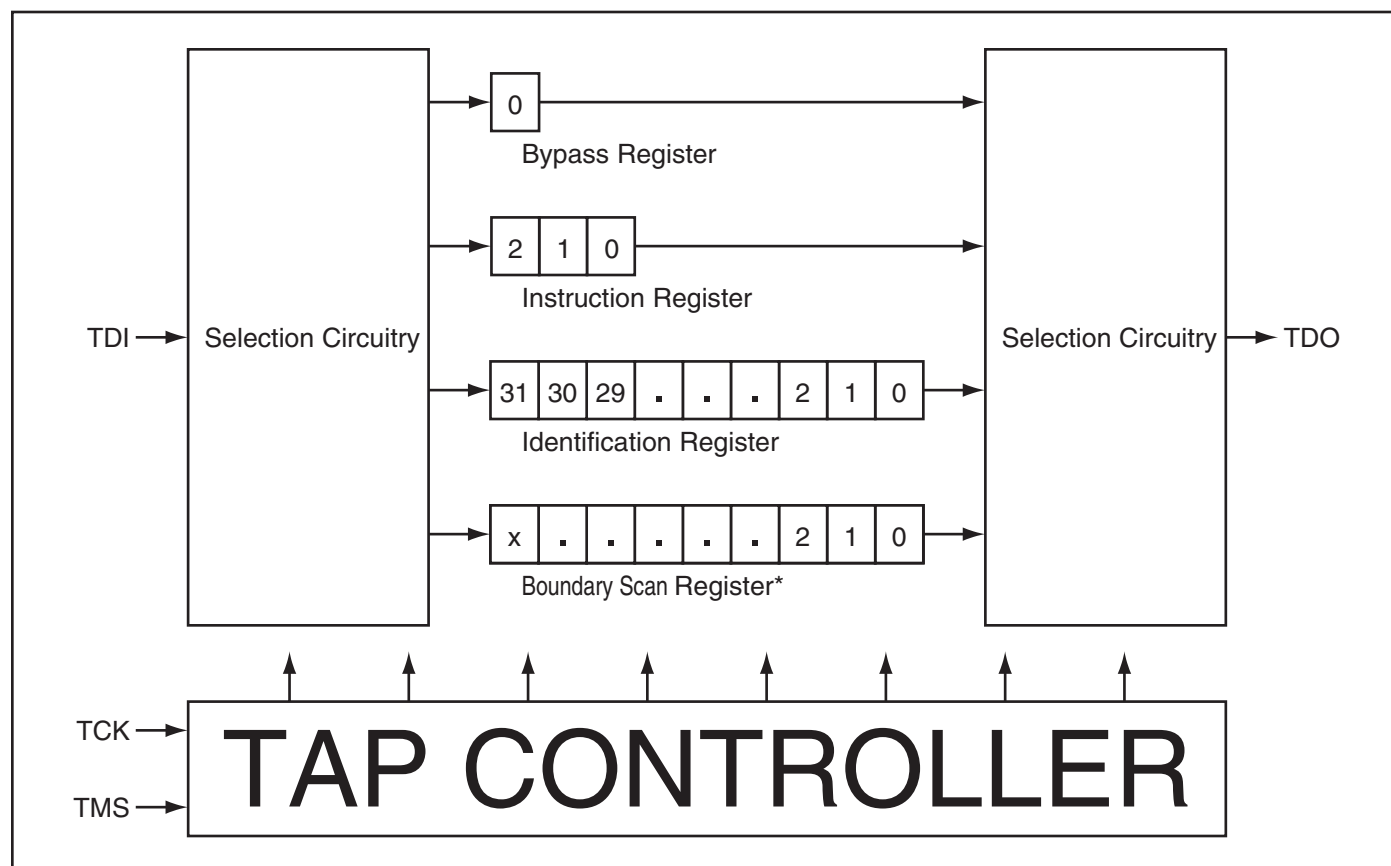 0
Bypass Register
2 1 0
Instruction Register
TDI
Selection Circuitry
Selection Circuitry
TDO
31 30 29 . . . 2 1 0
Identification Register
x . . . . . 2 1 0
Boundary Scan Register*
TCK
TMS
TAP CONTROLLER